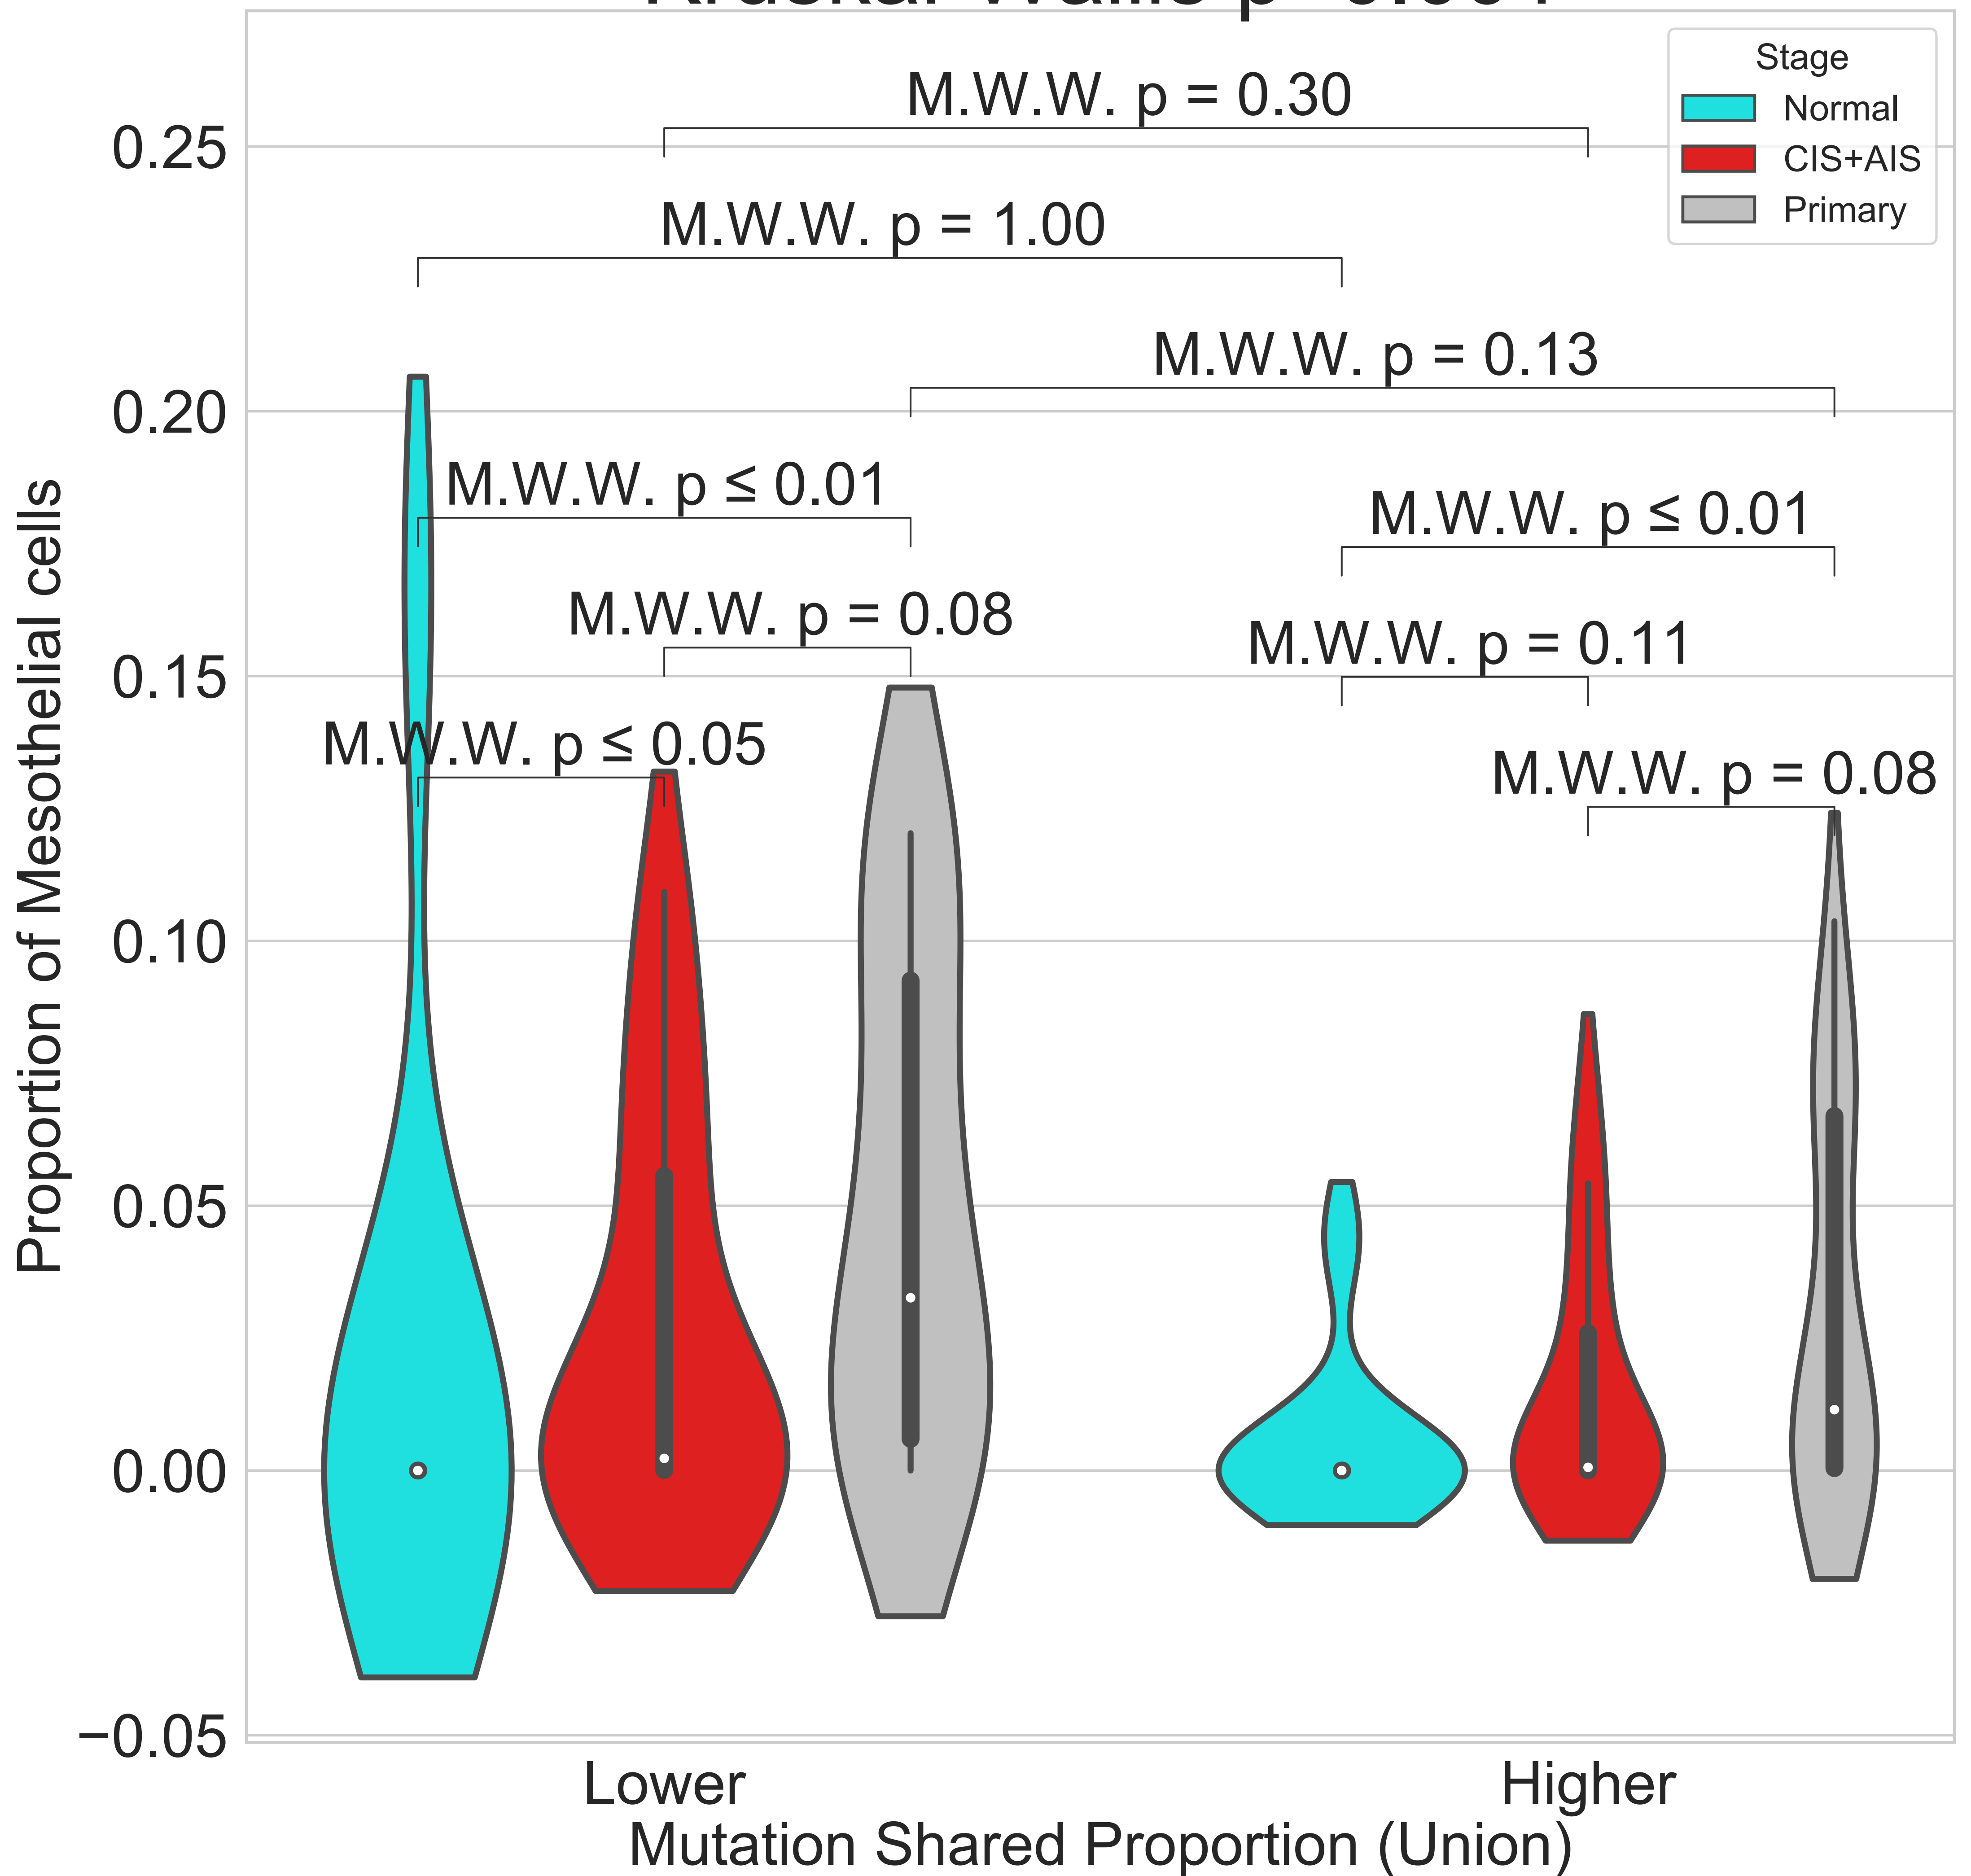 Stage
Normal
CIS+AIS
Primary
M.W.W. p = 0.30
M.W.W. p = 1.00
M.W.W. p = 0.13
M.W.W. p ≤ 0.01
M.W.W. p ≤ 0.01
M.W.W. p = 0.08
M.W.W. p = 0.11
M.W.W. p ≤ 0.05
M.W.W. p = 0.08
0.25
0.20
0.15
0.10
0.05
0.00
−0.05
Proportion of Mesothelial cells
Lower
Higher
Mutation Shared Proportion (Union)